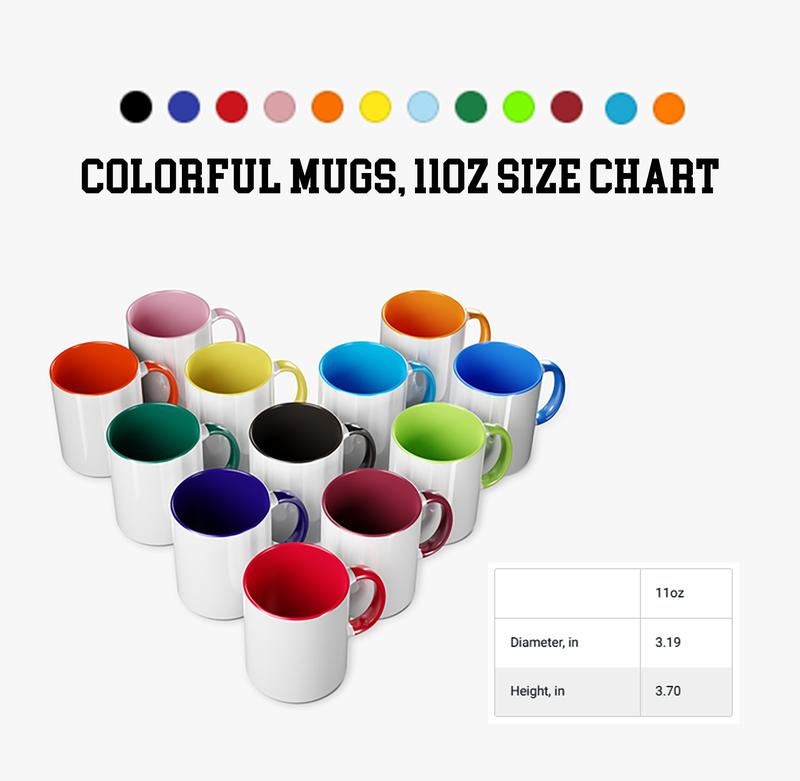 COLORFUL MUGS, 11OZ SIZE CHART
11oz
Diameter, in 3.19
Height, in 3.70